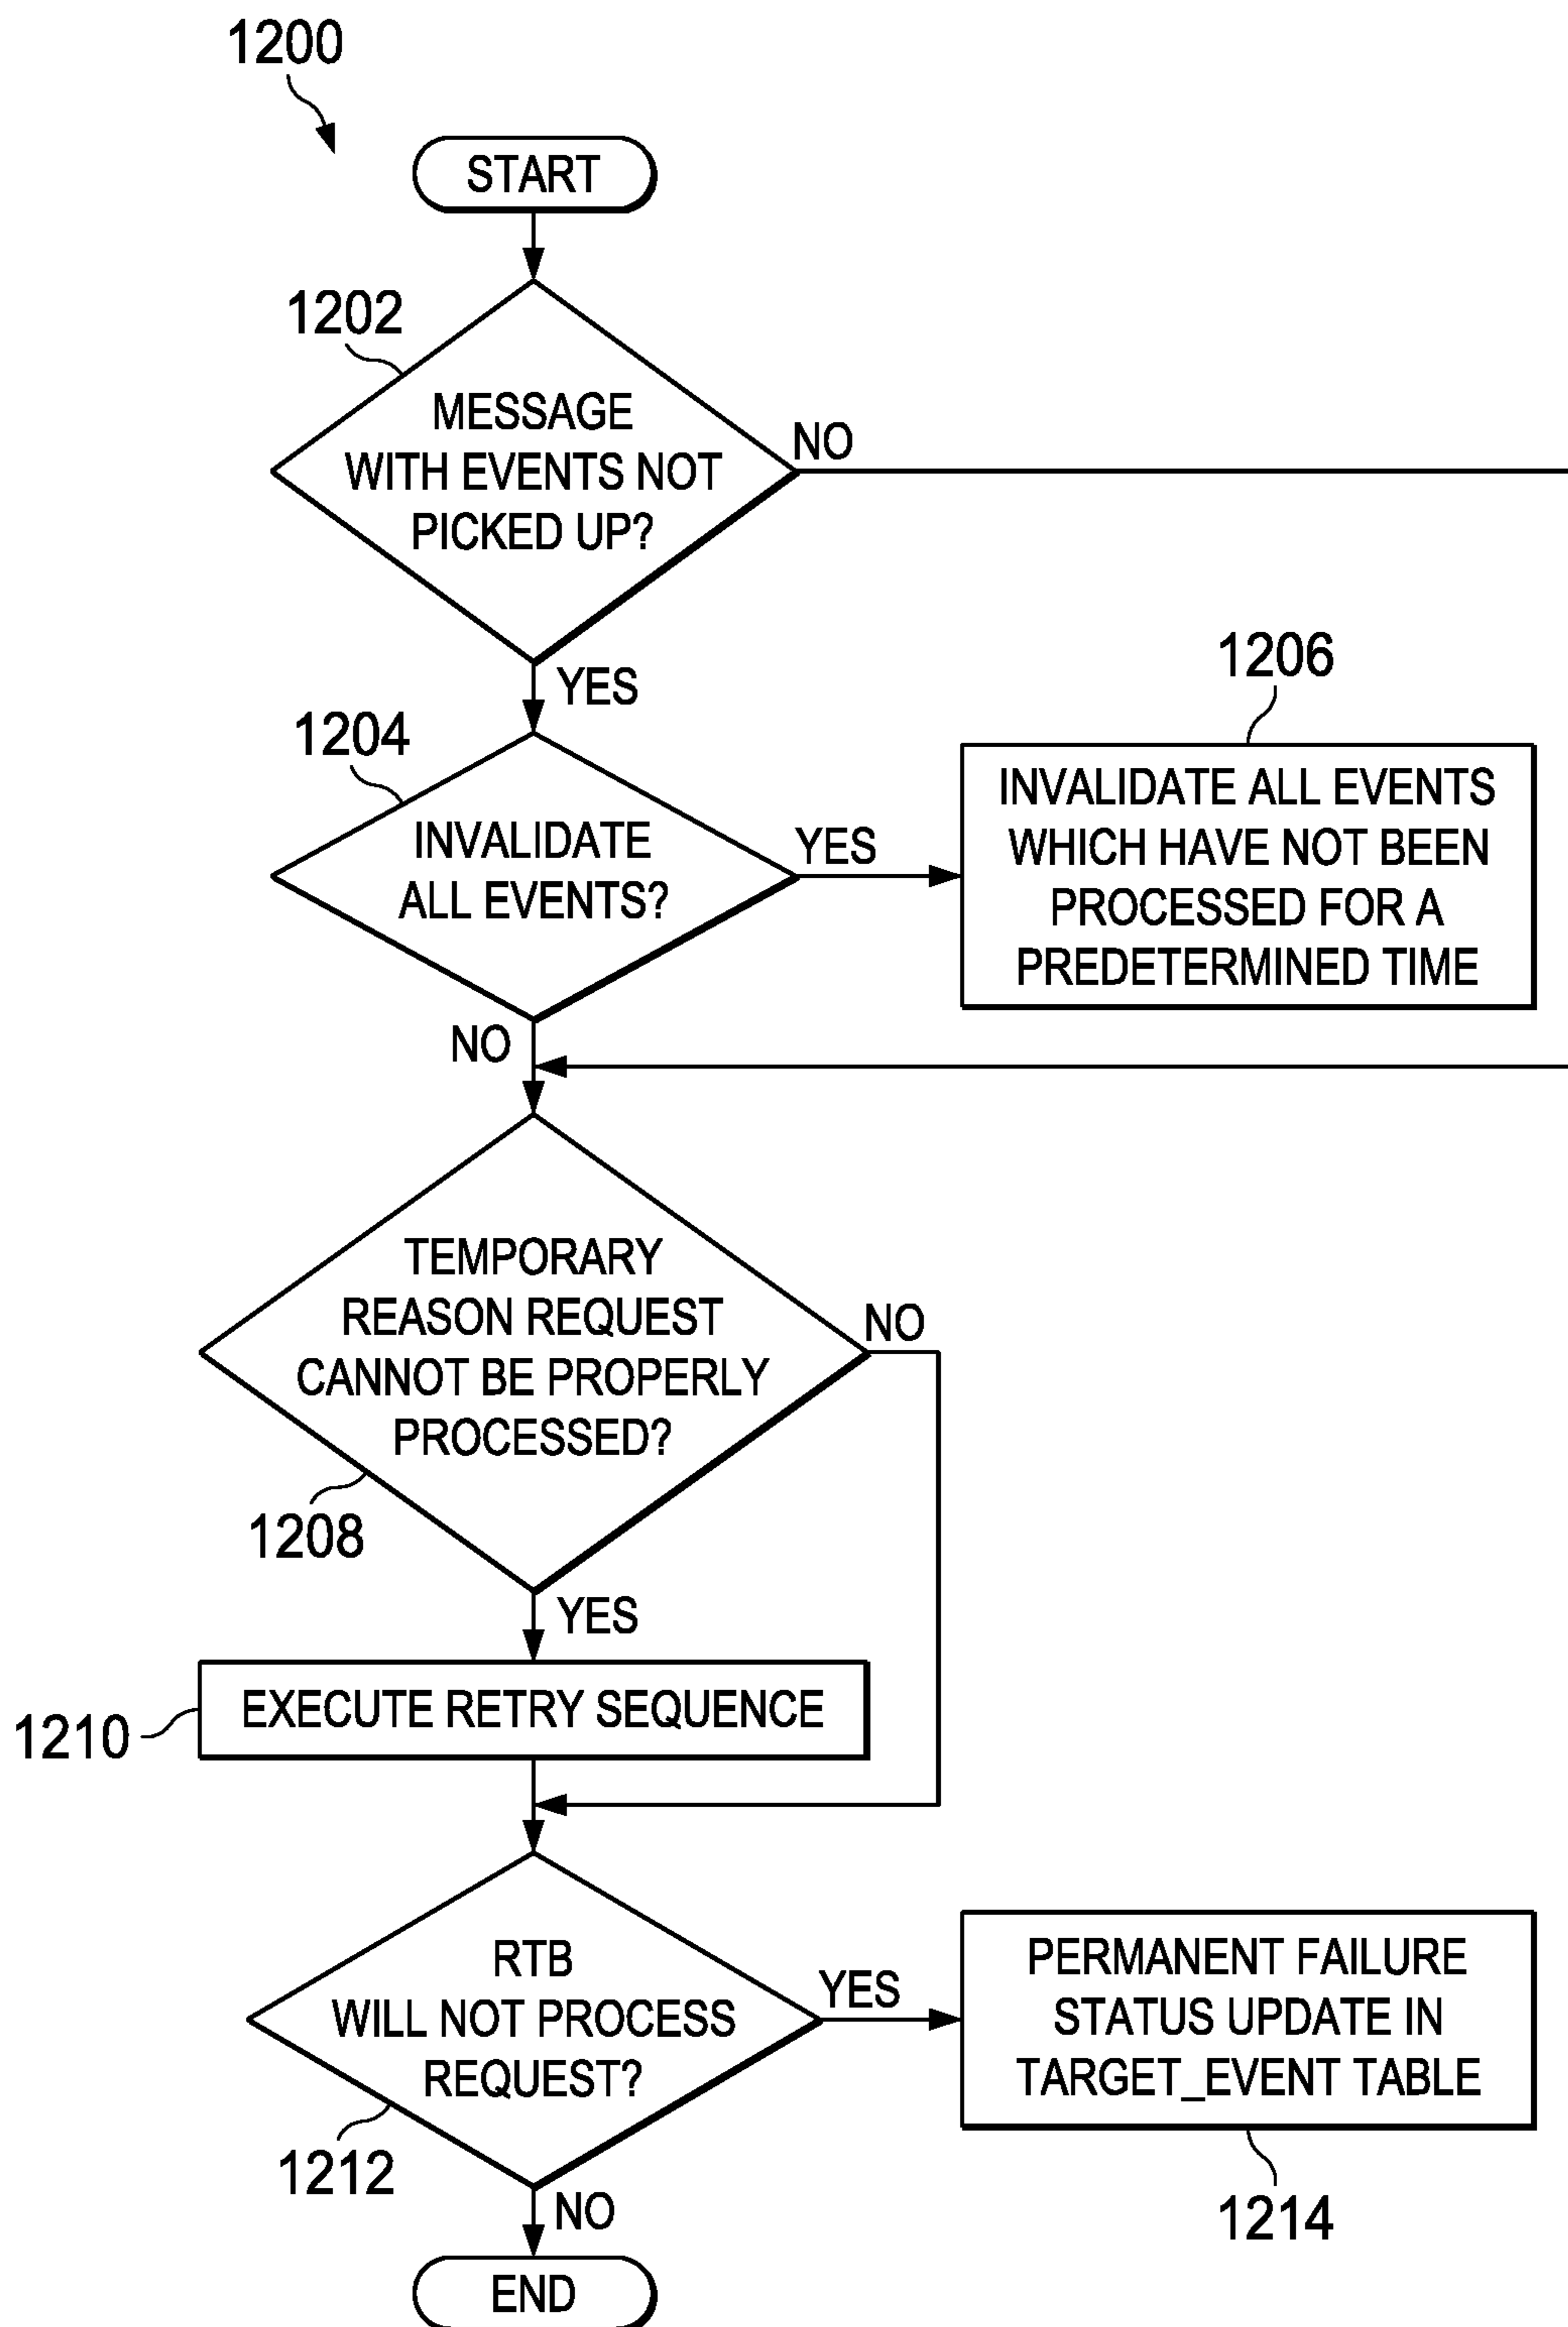 1200
START
1202
MESSAGE
WITH EVENTS NOT
PICKED UP?
NO
YES
1204
INVALIDATE
ALL EVENTS?
YES
1206
INVALIDATE ALL EVENTS
WHICH HAVE NOT BEEN
PROCESSED FOR A
PREDETERMINED TIME
NO
TEMPORARY
REASON REQUEST
CANNOT BE PROPERLY
PROCESSED?
NO
1208
YES
1210
EXECUTE RETRY SEQUENCE
RTB
WILL NOT PROCESS
REQUEST?
YES
1212
PERMANENT FAILURE
STATUS UPDATE IN
TARGET_EVENT TABLE
1214
NO
END